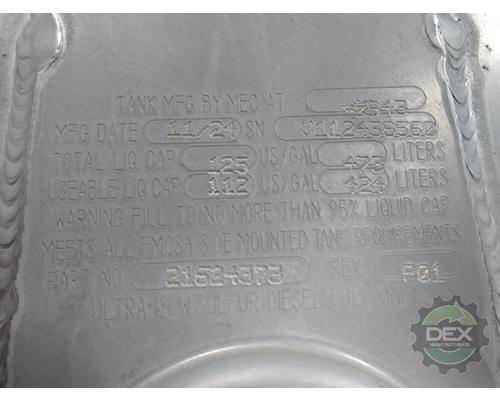 TANK MFG BY MEC AT
MFG DATE 11/24 SN
TOTAL LIQ CAP 125 US/GAL 473 LITERS
USEABLE LIQ CAP 112 US/GAL 424 LITERS
WARNING FILL TO NO MORE THAN 95% LIQUID CAP
MEETS ALL FMCSA SIDE MOUNTED TANK REQUIREMENTS
PART NO 21524373 REV P01
ULTRA LOW SULFUR DIESEL FUEL ONLY
DEX
HEAVY DUTY PARTS